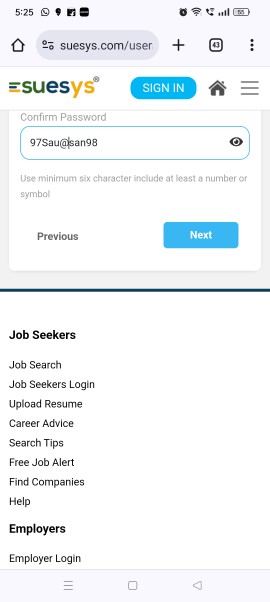 5:25
55
suesys.com/user
43
esuesys®
SIGN IN
Confirm Password
97Sau@san98
Use minimum six character include at least a number or
symbol
Previous
Next
Job Seekers
Job Search
Job Seekers Login
Upload Resume
Career Advice
Search Tips
Free Job Alert
Find Companies
Help
Employers
Employer Login